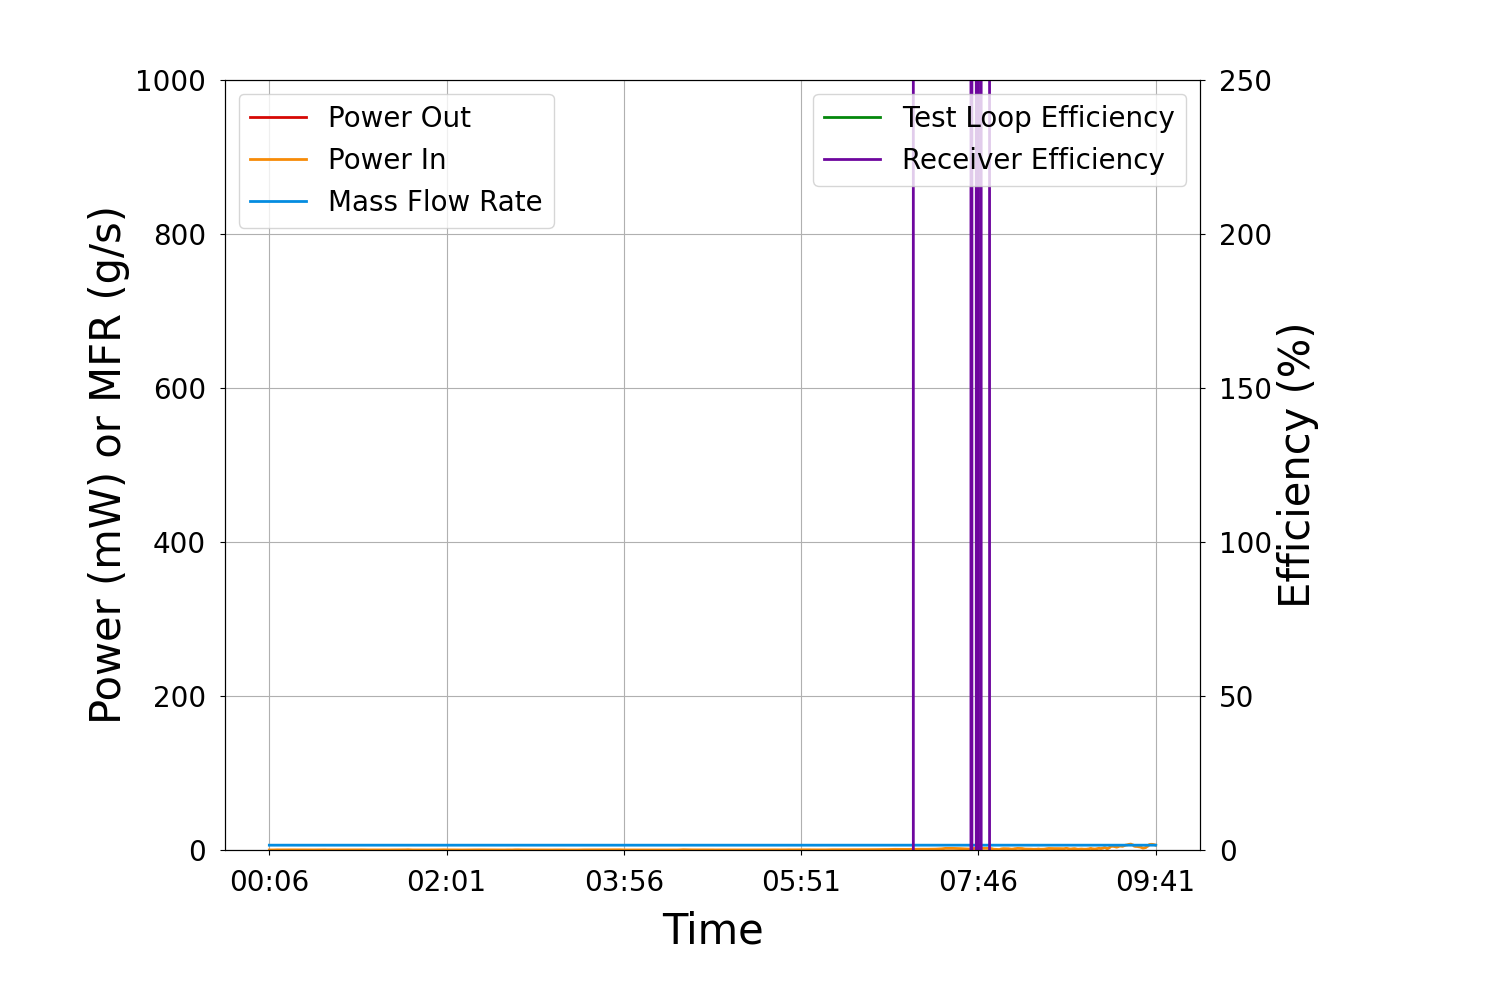 1000
800
600
400
200
0
Power (mW) or MFR (g/s)
Power Out
Power In
Mass Flow Rate
Test Loop Efficiency
Receiver Efficiency
250
200
150
100
50
0
Efficiency (%)
00:06 02:01 03:56 05:51 07:46 09:41
Time